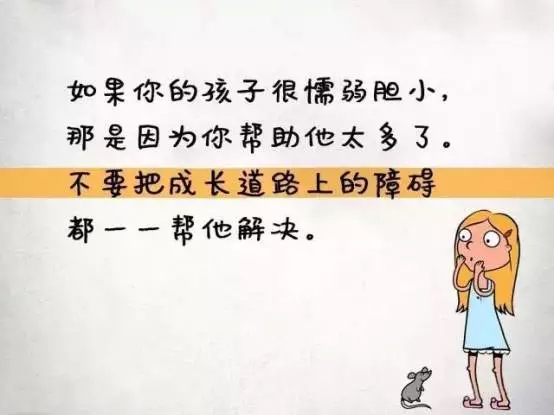 如果你的孩子很懦弱胆小，
那是因为你帮助他太多了。
不要把成长道路上的障碍
都一一帮他解决。